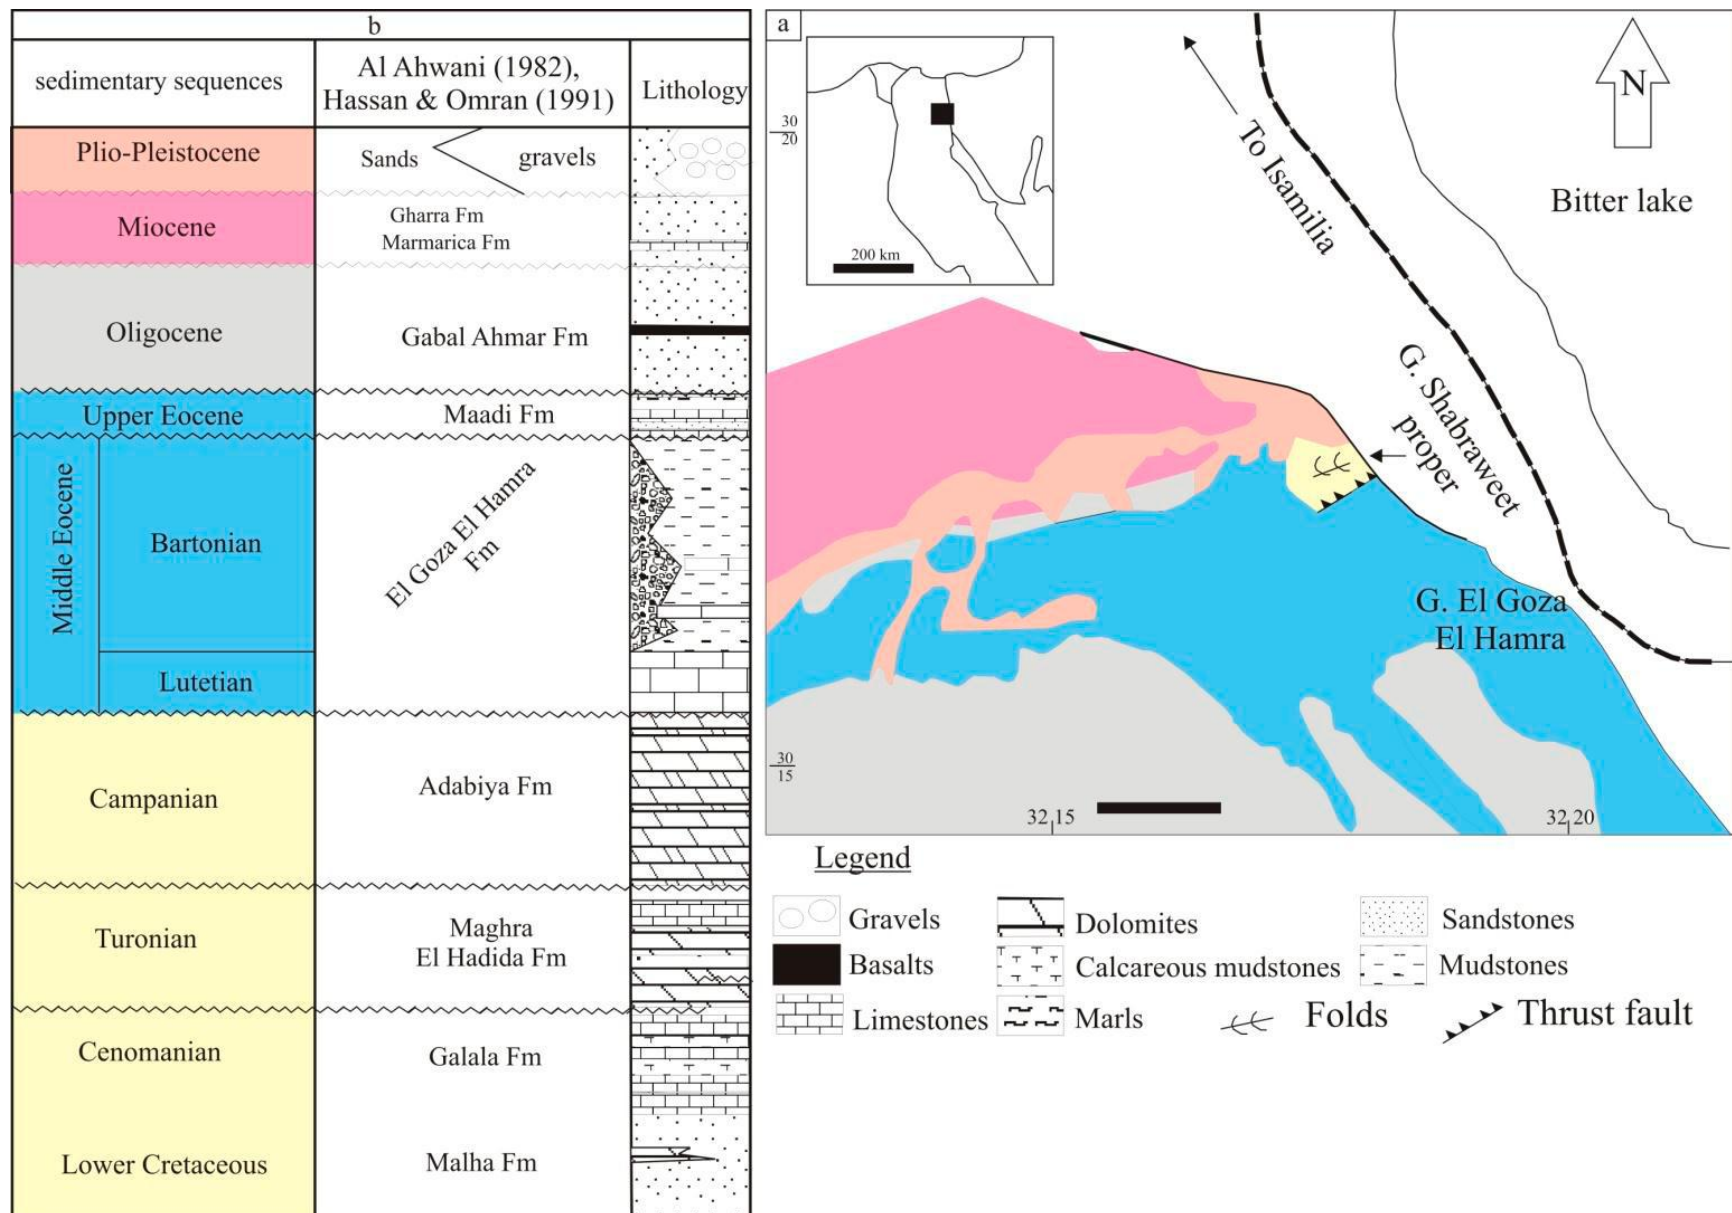 b
sedimentary sequences
Al Ahwani (1982),
Hassan & Omran (1991)
Lithology
Plio-Pleistocene
Sands
gravels
Miocene
Gharra Fm
Marmarica Fm
Oligocene
Gabal Ahmar Fm
Upper Eocene
Maadi Fm
Middle Eocene
Bartonian
El Goza El Hamra
Fm
Lutetian
Campanian
Adabiya Fm
Turonian
Maghra
El Hadida Fm
Cenomanian
Galala Fm
Lower Cretaceous
Malha Fm
a
200 km
30
20
To Isamilia
N
Bitter lake
G. Shabraweet
proper
G. El Goza
El Hamra
30
15
32 15
32 20
Legend
Gravels
Dolomites
Sandstones
Basalts
Calcareous mudstones
Mudstones
Limestones
Marls
Folds
Thrust fault